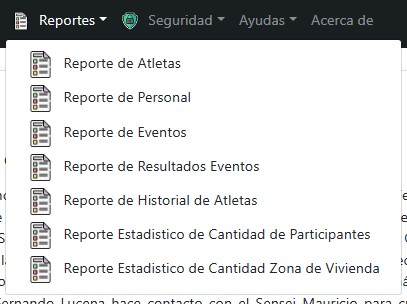 Reportes Seguridad Ayudas Acerca de
Reporte de Atletas
Reporte de Personal
Reporte de Eventos
Reporte de Resultados Eventos
Reporte de Historial de Atletas
Reporte Estadistico de Cantidad de Participantes
Reporte Estadistico de Cantidad Zona de Vivienda
Fernando Lucena hace contacto con el Sensei Mauricio para